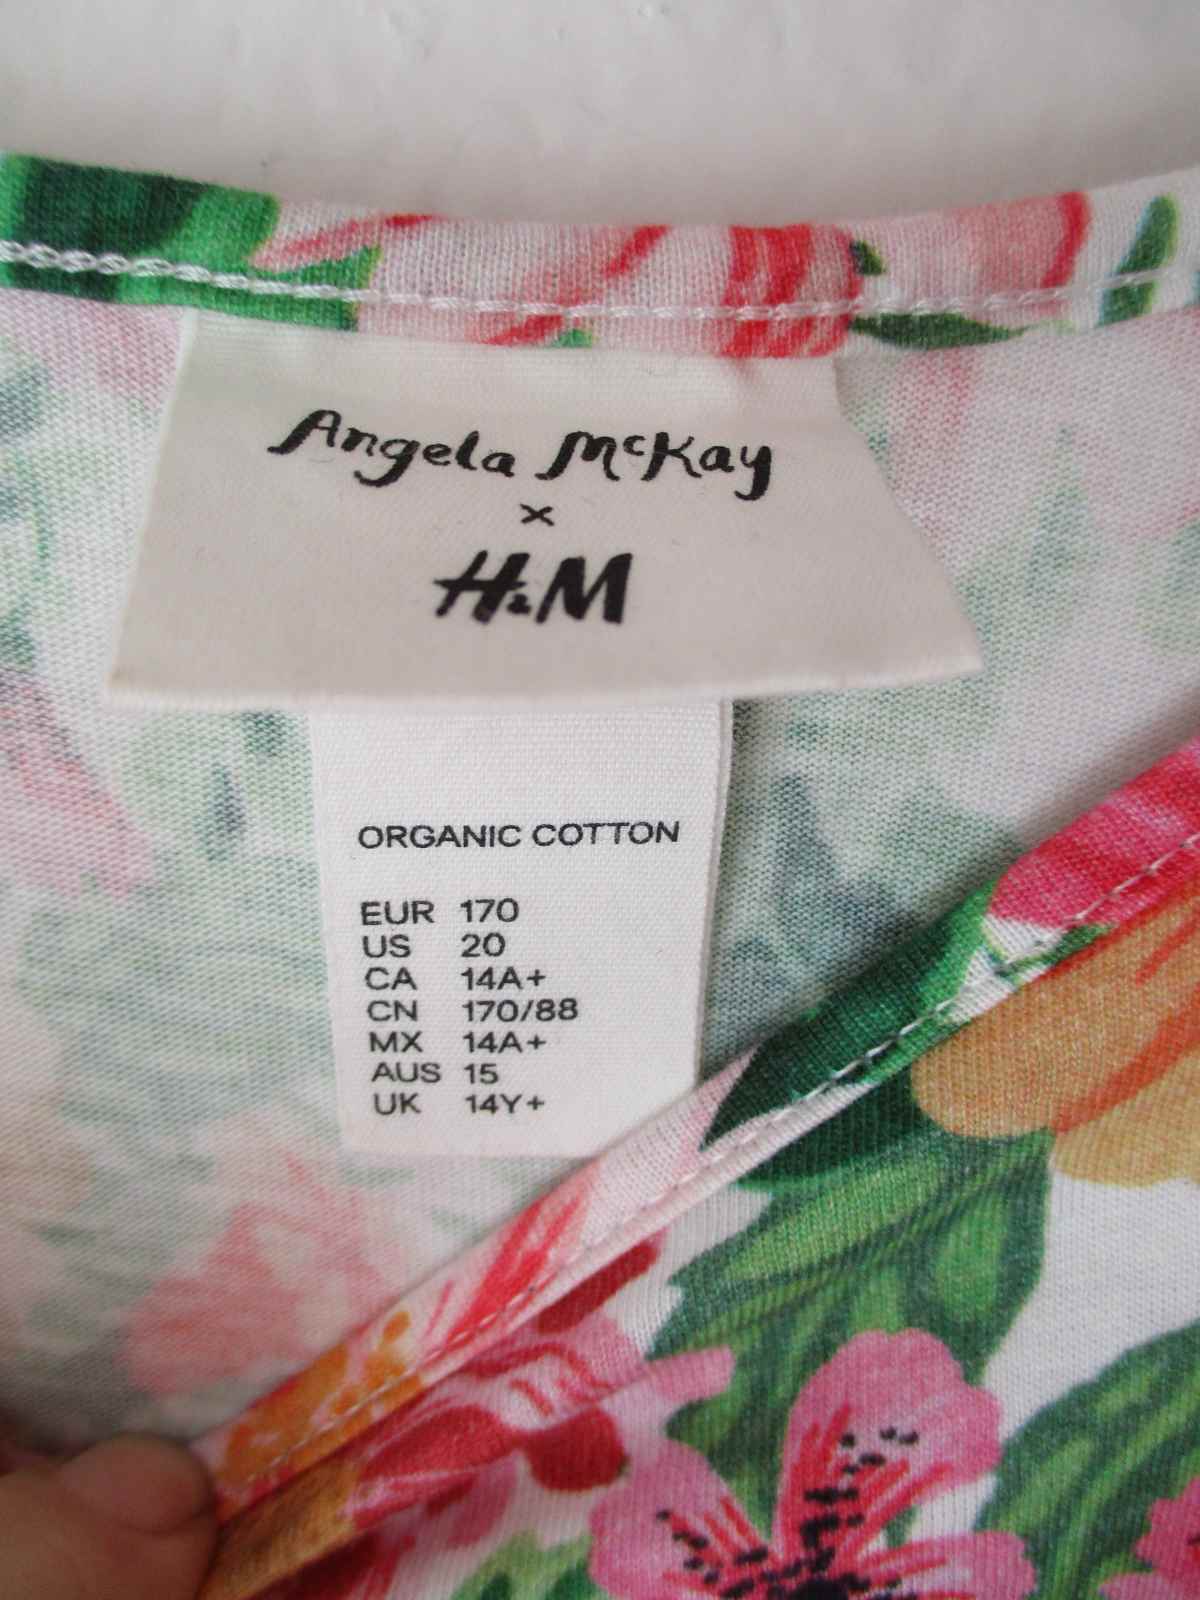 Angela McKay
x
H&M
ORGANIC COTTON
EUR 170
US 20
CA 14A+
CN 170/88
MX 14A+
AUS 15
UK 14Y+